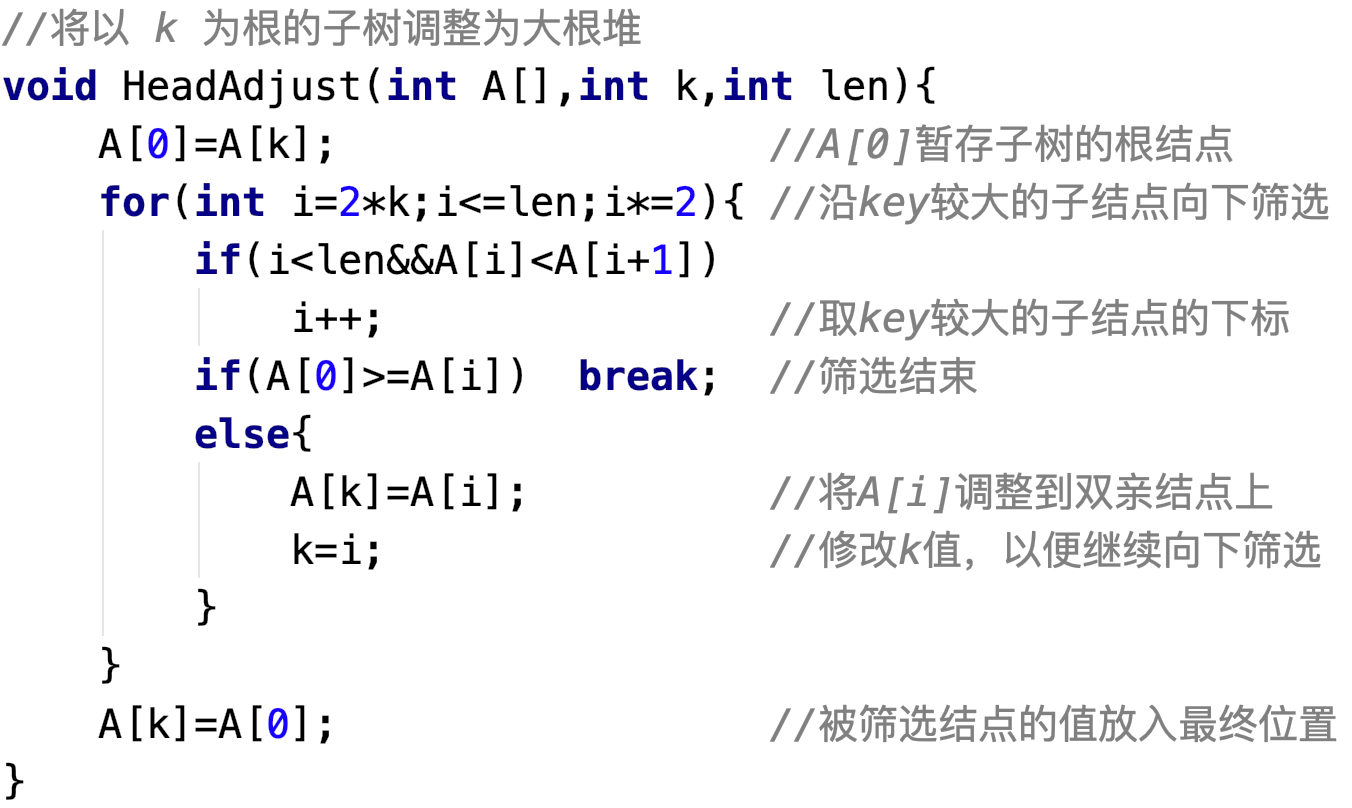 //将以 k 为根的子树调整为大根堆
void HeadAdjust(int A[],int k,int len){
    A[0]=A[k];                  //A[0]暂存子树的根结点
    for(int i=2*k;i<=len;i*=2){ //沿key较大的子结点向下筛选
        if(i<len&&A[i]<A[i+1])
            i++;                //取key较大的子结点的下标
        if(A[0]>=A[i])  break;  //筛选结束
        else{
            A[k]=A[i];          //将A[i]调整到双亲结点上
            k=i;                //修改k值，以便继续向下筛选
        }
    }
    A[k]=A[0];                  //被筛选结点的值放入最终位置
}